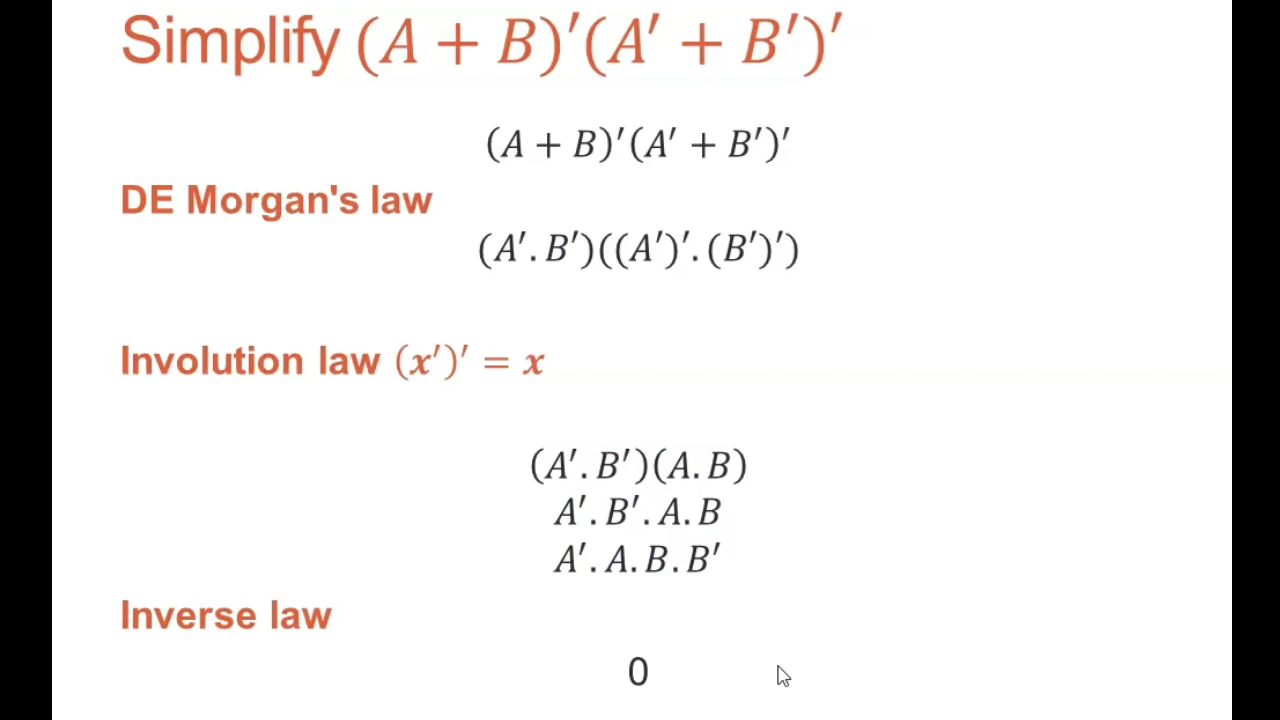 Simplify (A + B)′(A′ + B′)′
(A + B)′(A′ + B′)′
DE Morgan's law
(A′. B′)((A′)′. (B′)′)
Involution law (x′)′ = x
(A′. B′)(A. B)
A′. B′. A. B
A′. A. B. B′
Inverse law
0